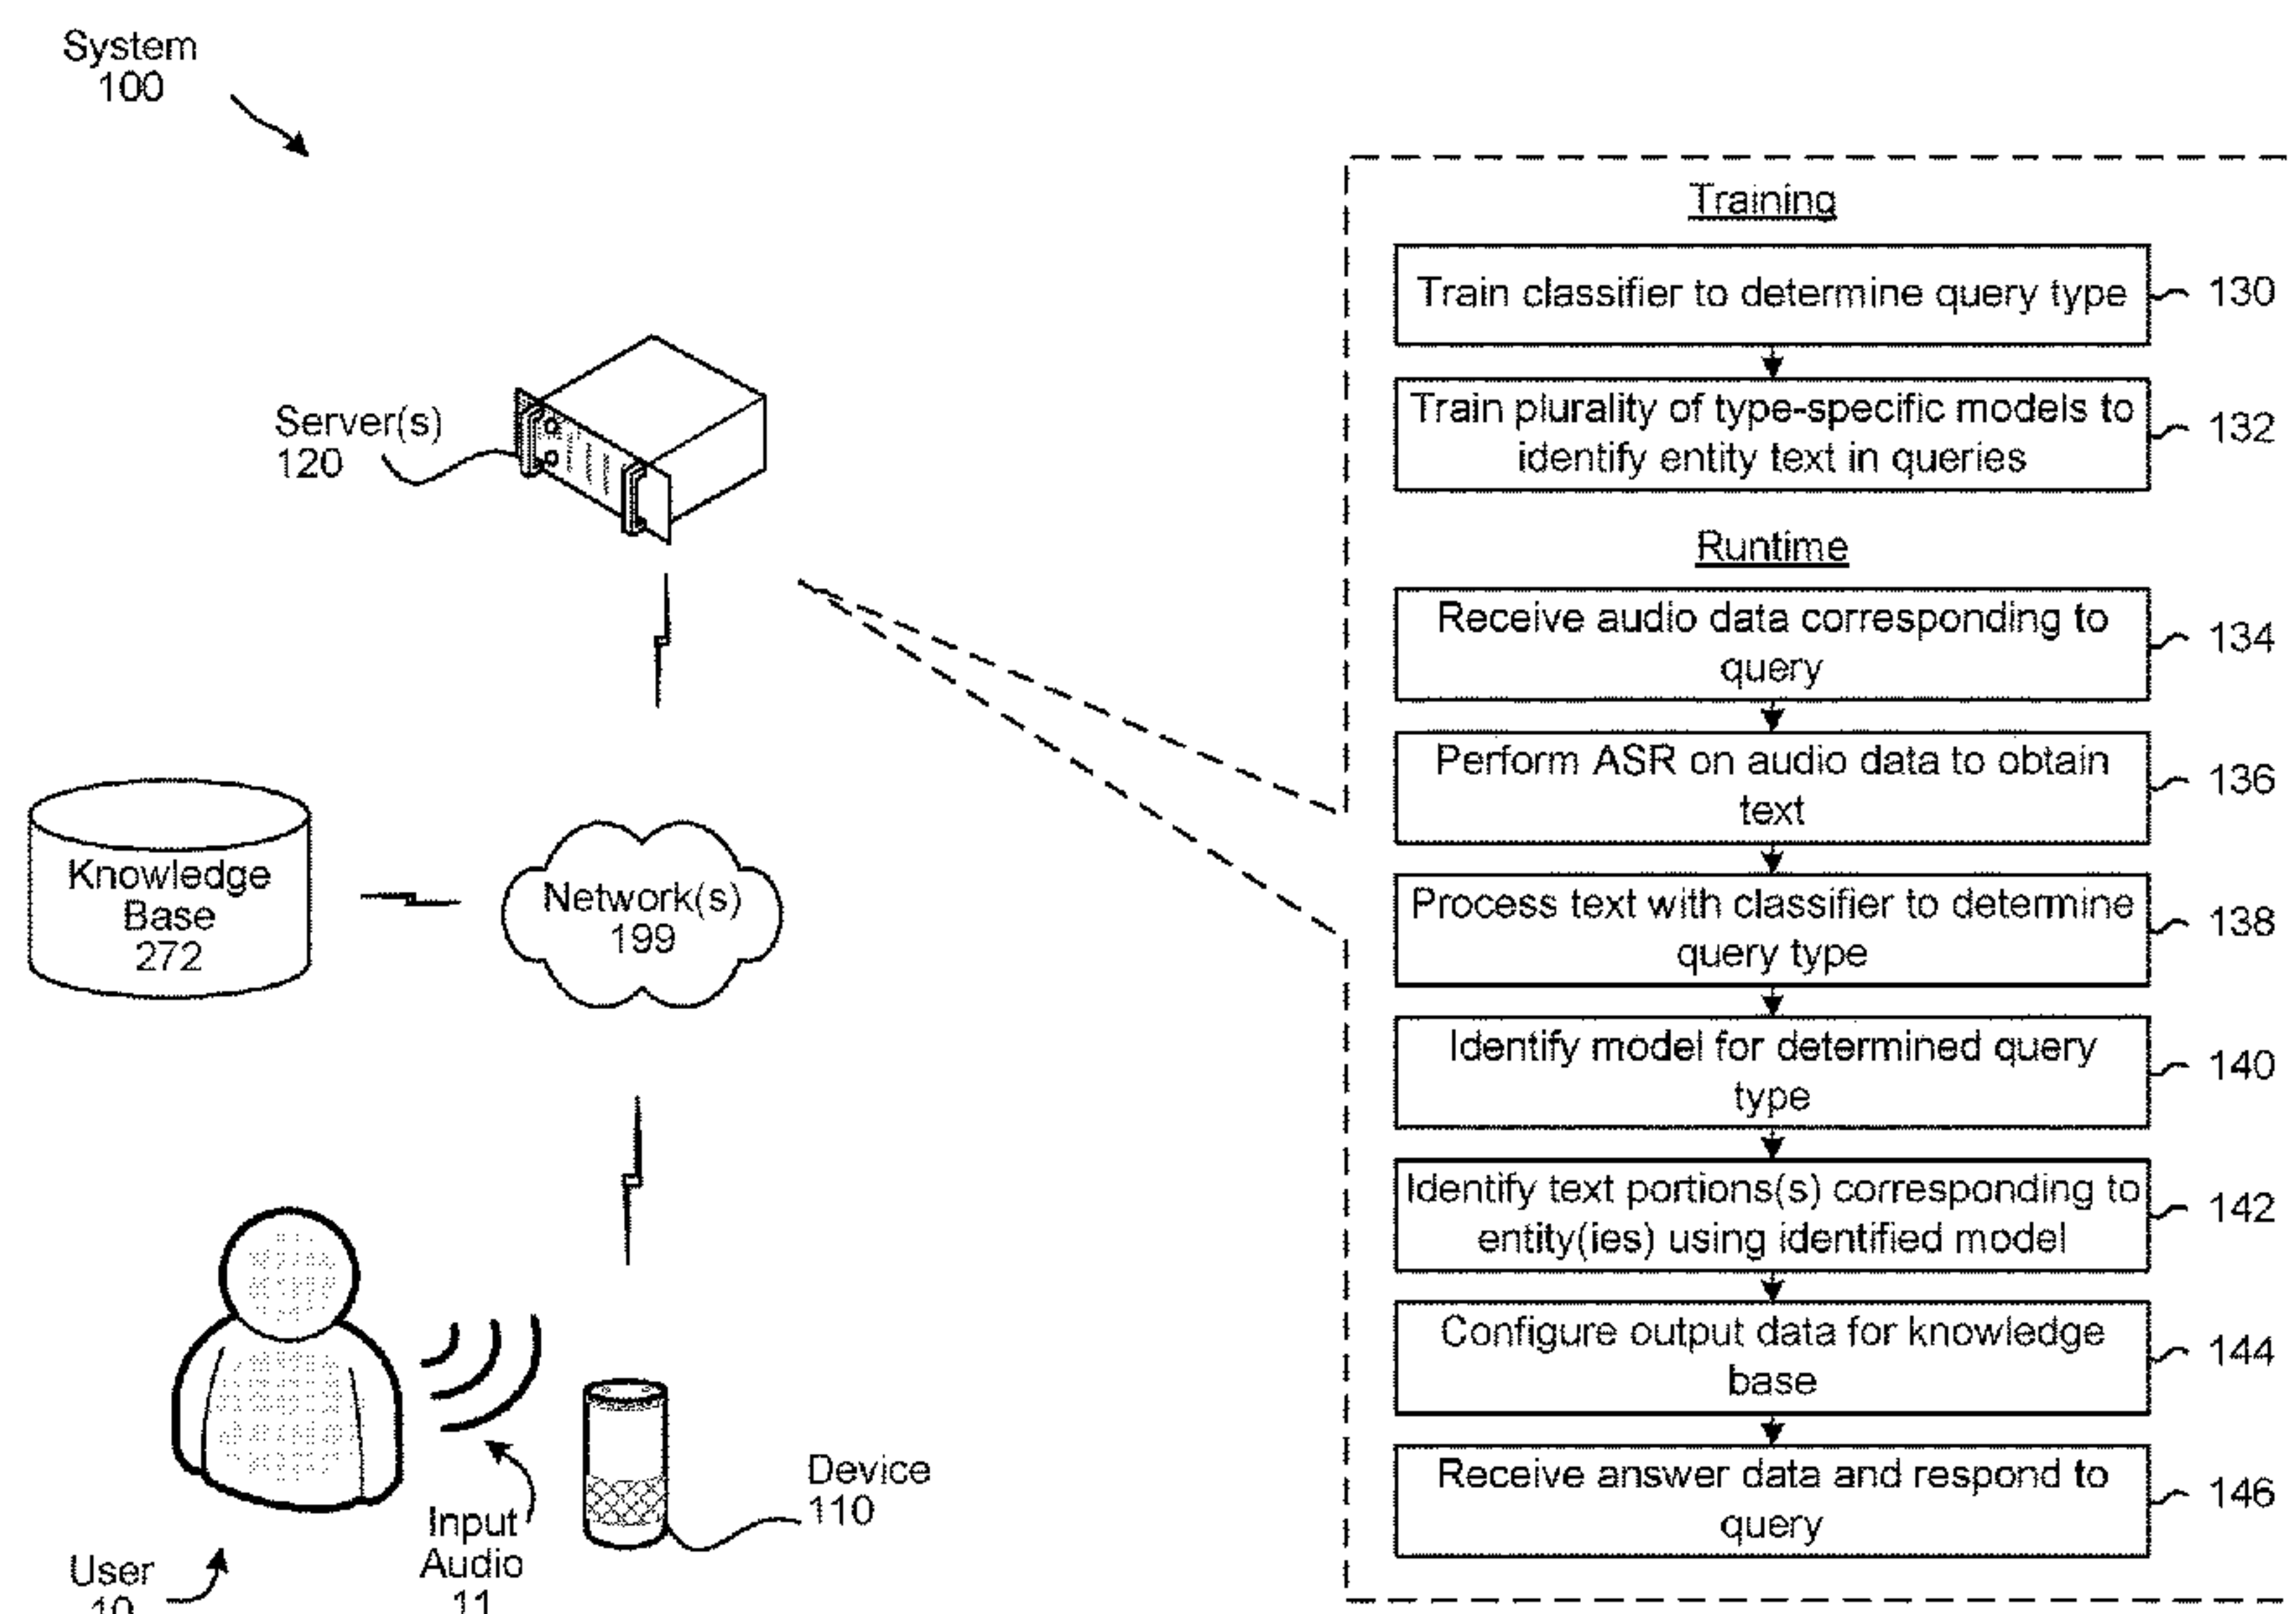 System
100
Server(s)
120
Knowledge
Base
272
Network(s)
199
Device
110
Input
Audio
11
User
10
Training
Train classifier to determine query type
130
Train plurality of type-specific models to
identify entity text in queries
132
Runtime
Receive audio data corresponding to
query
134
Perform ASR on audio data to obtain
text
136
Process text with classifier to determine
query type
138
Identify model for determined query
type
140
Identify text portions(s) corresponding to
entity(ies) using identified model
142
Configure output data for knowledge
base
144
Receive answer data and respond to
query
146